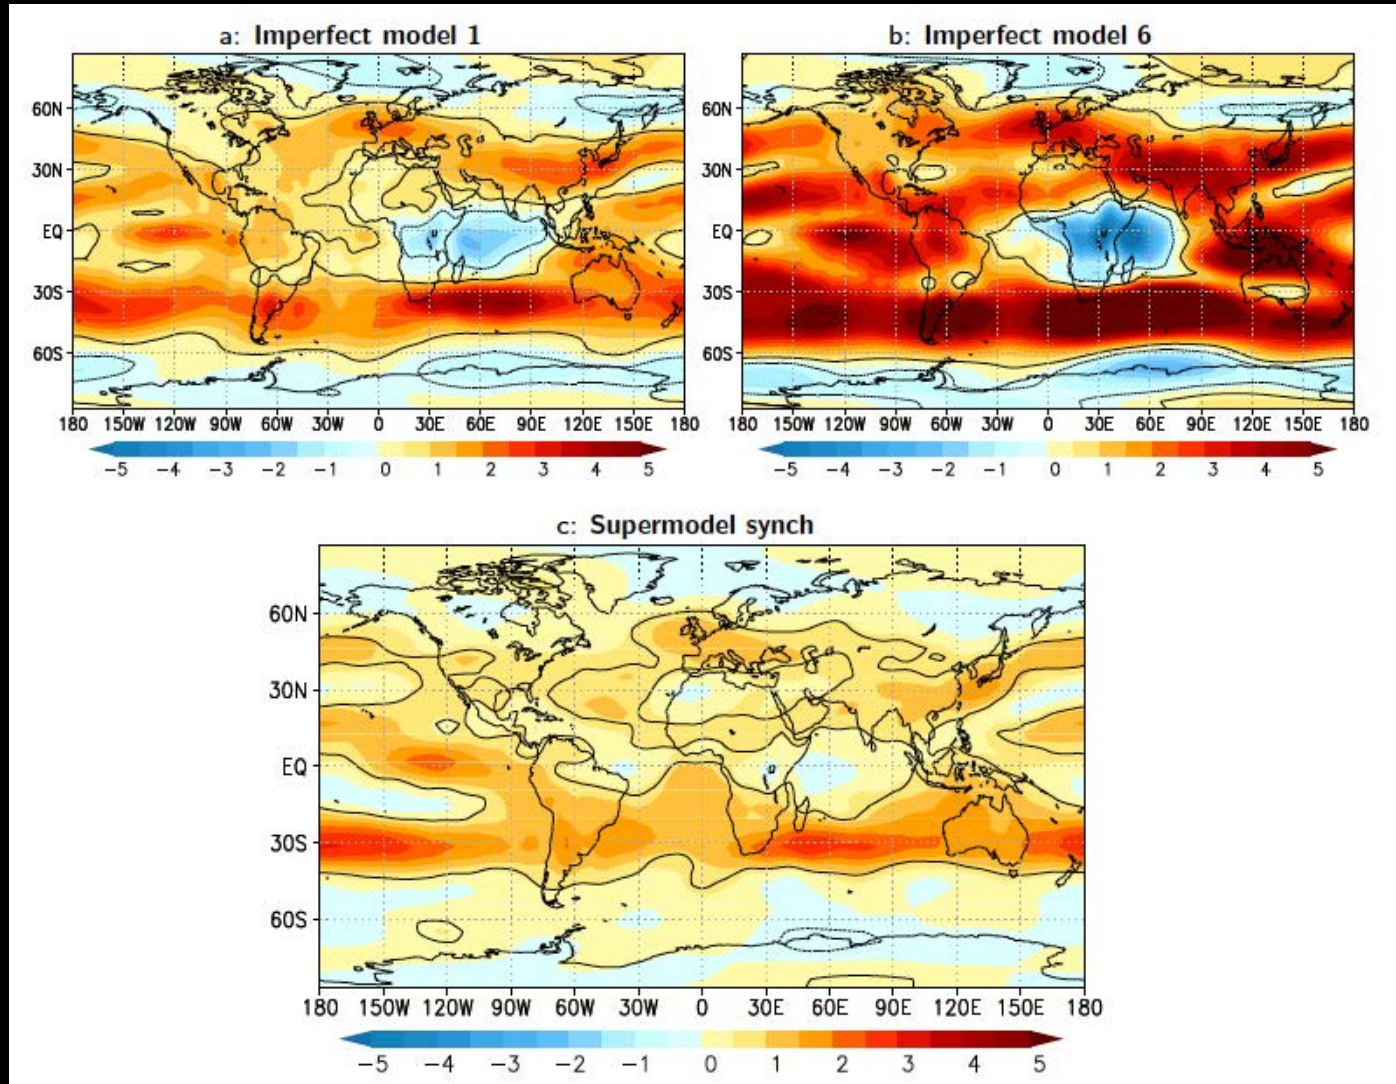 a: Imperfect model 1
60N
30N
EQ
30S
60S
180 150W 120W 90W 60W 30W 0 30E 60E 90E 120E 150E 180
-5 -4 -3 -2 -1 0 1 2 3 4 5
b: Imperfect model 6
60N
30N
EQ
30S
60S
180 150W 120W 90W 60W 30W 0 30E 60E 90E 120E 150E 180
-5 -4 -3 -2 -1 0 1 2 3 4 5
c: Supermodel synch
60N
30N
EQ
30S
60S
180 150W 120W 90W 60W 30W 0 30E 60E 90E 120E 150E 180
-5 -4 -3 -2 -1 0 1 2 3 4 5